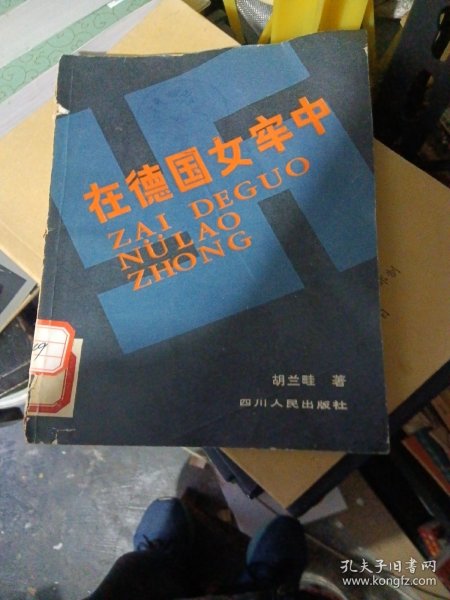 在德国女牢中
ZAI DEGUO
NÜLAO
ZHONG
胡兰畦 著
四川人民出版社
孔夫子旧书网
www.kongfz.com